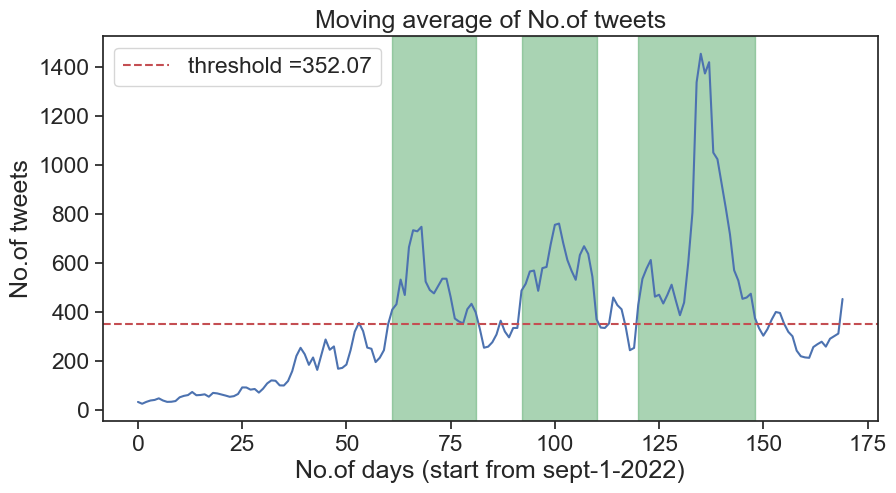 Moving average of No.of tweets
threshold =352.07
No.of tweets
1400
1200
1000
800
600
400
200
0
0 25 50 75 100 125 150 175
No.of days (start from sept-1-2022)